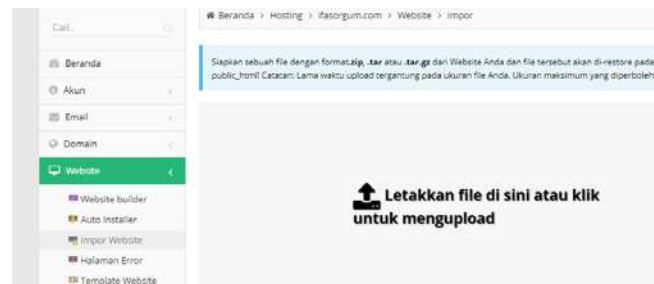 Beranda > Hosting > ifasorgum.com > Website > Impor
Cari..
Siapkan sebuah file dengan format.zip, .tar atau .tar.gz dari Website Anda dan file tersebut akan di-restore pada
public_html! Catatan: Lama waktu upload tergantung pada ukuran file Anda. Ukuran maksimum yang diperboleh
Beranda
Akun
Email
Domain
Website
Website builder
Auto Installer
Impor Website
Halaman Error
Template Website
Letakkan file di sini atau klik
untuk mengupload